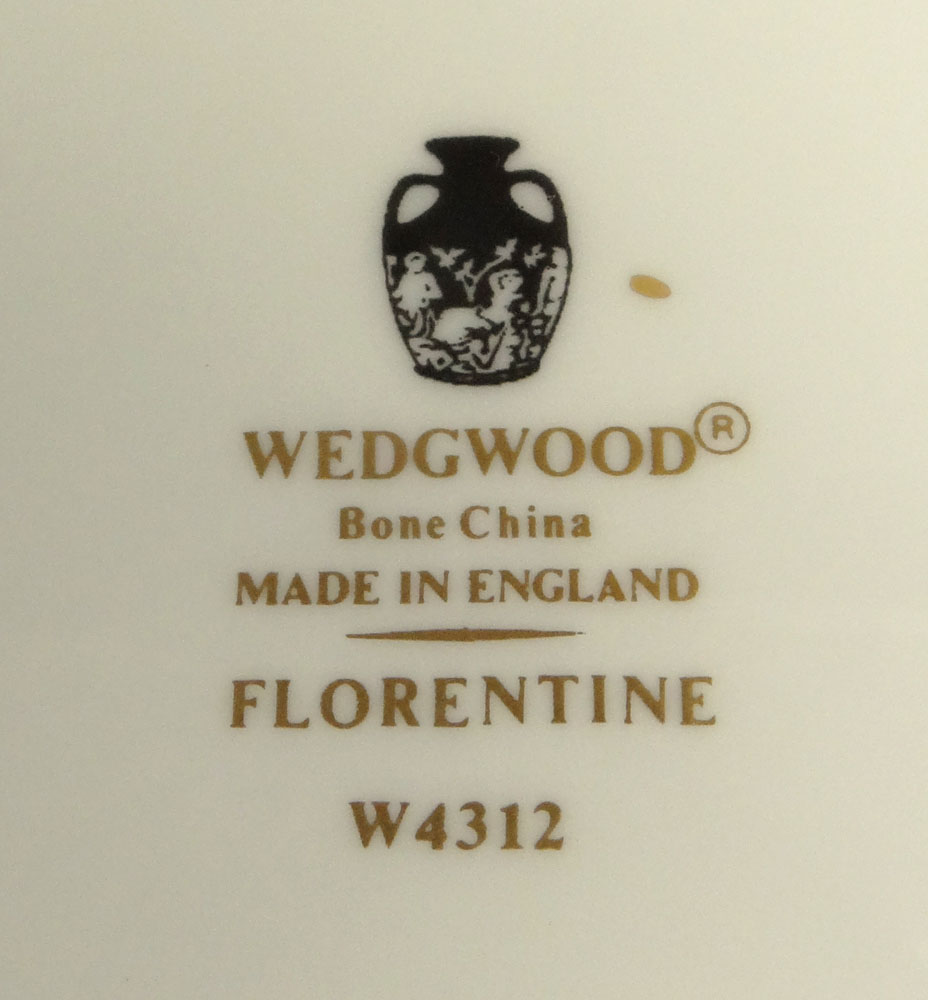 WEDGWOOD®
Bone China
MADE IN ENGLAND
FLORENTINE
W4312